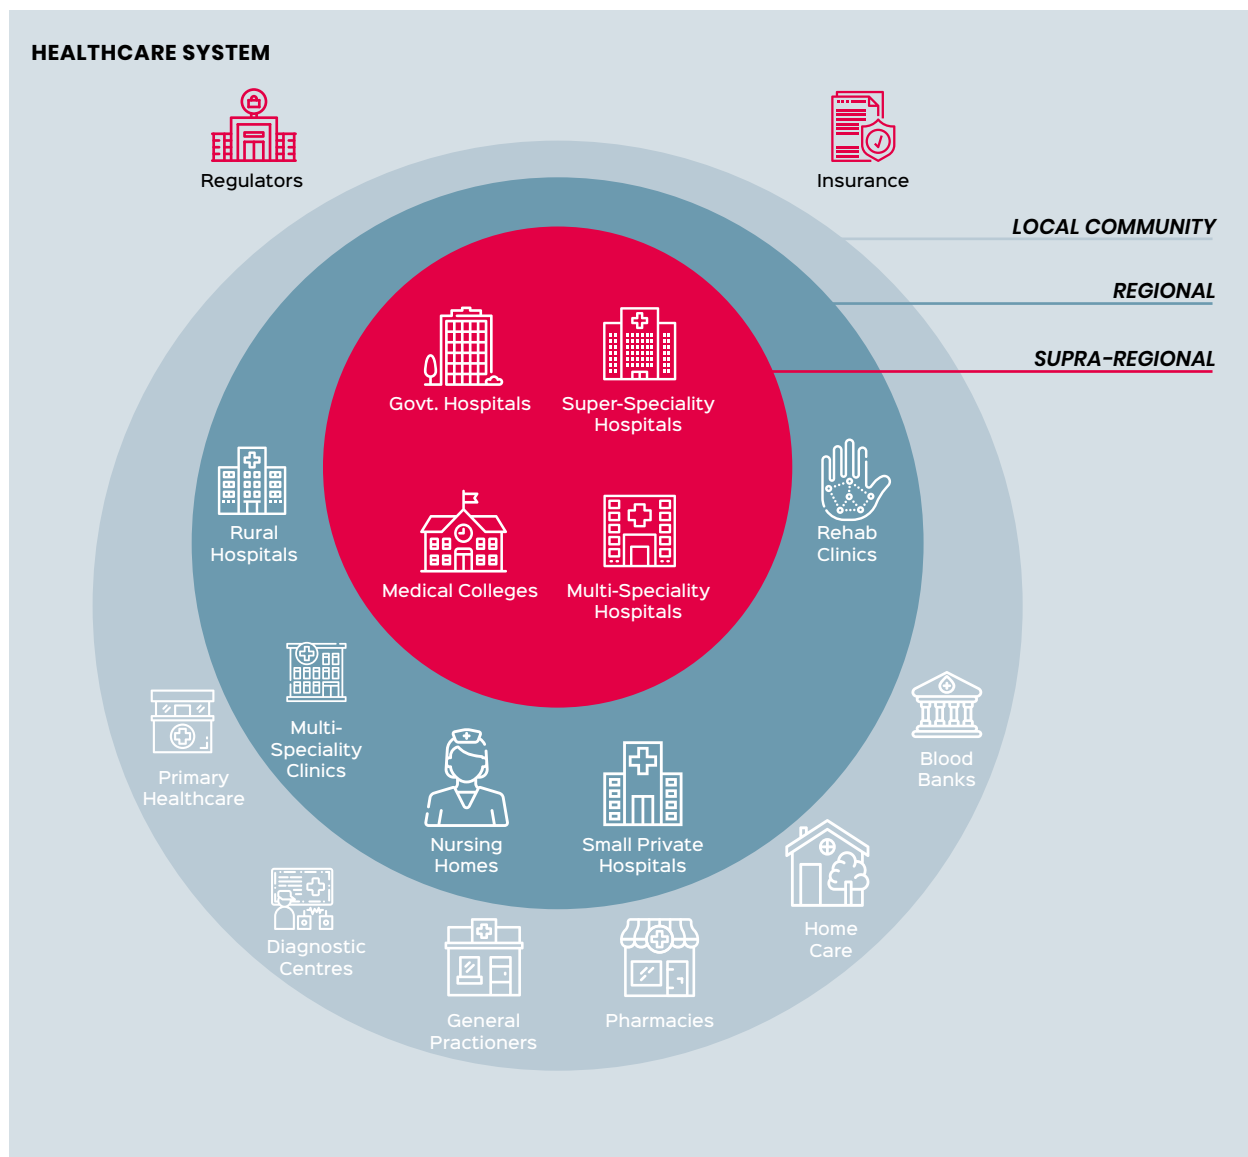 HEALTHCARE SYSTEM
Regulators
Insurance
LOCAL COMMUNITY
REGIONAL
SUPRA-REGIONAL
Govt. Hospitals
Super-Speciality
Hospitals
Rural
Hospitals
Rehab
Clinics
Medical Colleges
Multi-Speciality
Hospitals
Multi-
Speciality
Clinics
Primary
Healthcare
Blood
Banks
Nursing
Homes
Small Private
Hospitals
Diagnostic
Centres
Home
Care
General
Practioners
Pharmacies